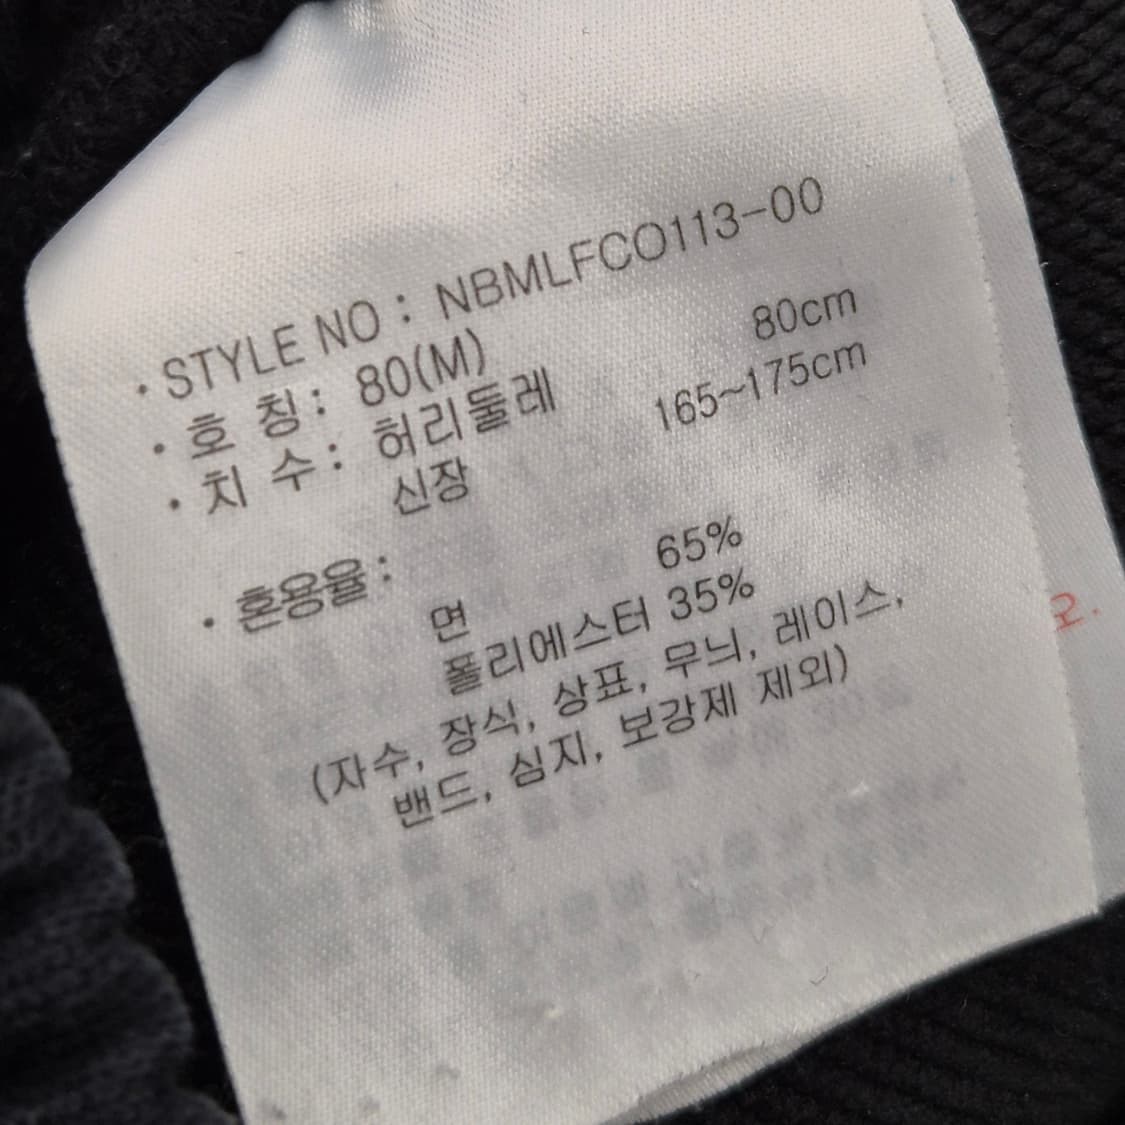 · STYLE NO : NBMLFCO113-00
· 호 칭 : 80(M)
· 치 수 : 허리둘레 80cm
신장 165~175cm
· 혼용율 :
면 65%
폴리에스터 35%
(자수, 장식, 상표, 무늬, 레이스,
밴드, 심지, 보강제 제외)
오.